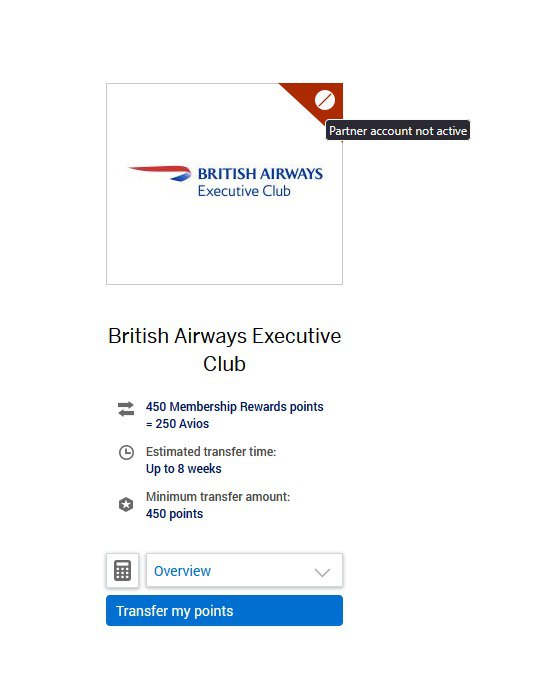 Partner account not active
BRITISH AIRWAYS
Executive Club
British Airways Executive
Club
450 Membership Rewards points
= 250 Avios
Estimated transfer time:
Up to 8 weeks
Minimum transfer amount:
450 points
Overview
Transfer my points